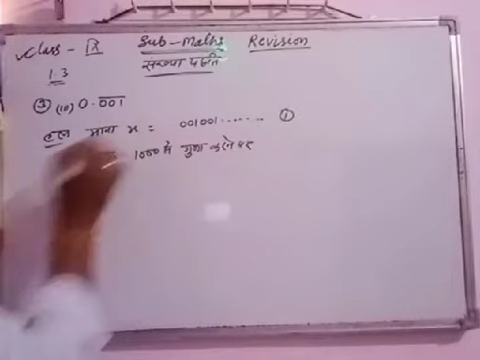 Class - IX Sub - Maths Revision
1.3 संख्या पद्धति
③ (iii) 0.001̅
हल माना x = 001001....... ①
1000 से गुणा करने पर